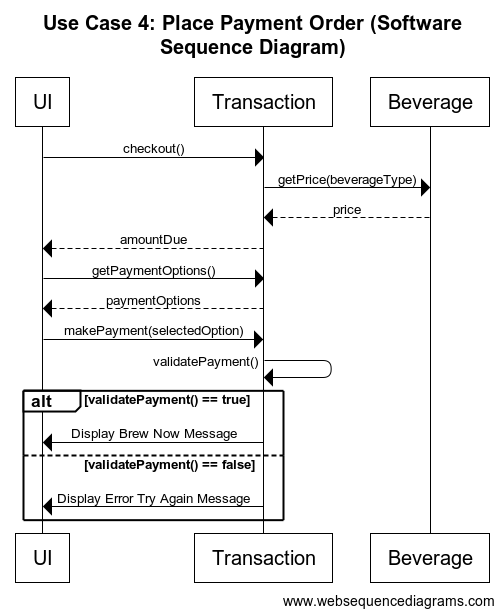 Use Case 4: Place Payment Order (Software
Sequence Diagram)
UI
Transaction
Beverage
checkout()
getPrice(beverageType)
price
amountDue
getPaymentOptions()
paymentOptions
makePayment(selectedOption)
validatePayment()
alt
[validatePayment() == true]
Display Brew Now Message
[validatePayment() == false]
Display Error Try Again Message
UI
Transaction
Beverage
www.websequencediagrams.com